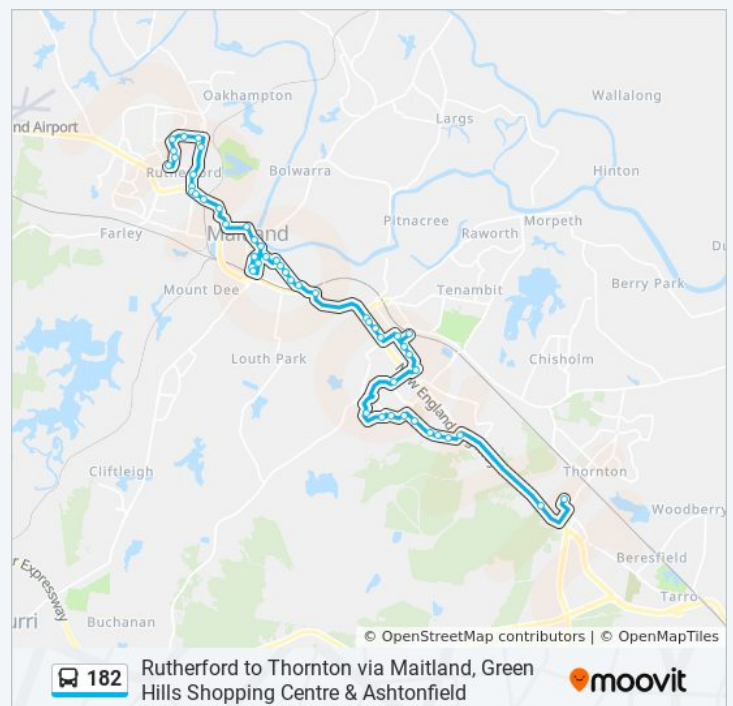 Oakhampton
Wallalong
Largs
nd Airport
Rutherford
Bolwarra
Hinton
Pitnacree
Morpeth
Farley
Maitland
Raworth
Du
Mount Dee
Tenambit
Berry Park
Louth Park
Chisholm
New England
Cliftleigh
Thornton
Woodberry
r Expressway
Beresfield
Tarro
urri
Buchanan
© OpenStreetMap contributors | © OpenMapTiles
182
Rutherford to Thornton via Maitland, Green
Hills Shopping Centre & Ashtonfield
moovit